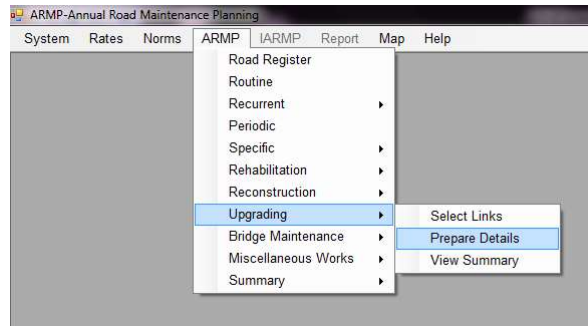 ARMP-Annual Road Maintenance Planning
System Rates Norms ARMP IARMP Report Map Help
Road Register
Routine
Recurrent
Periodic
Specific
Rehabilitation
Reconstruction
Upgrading Select Links
Bridge Maintenance Prepare Details
Miscellaneous Works View Summary
Summary